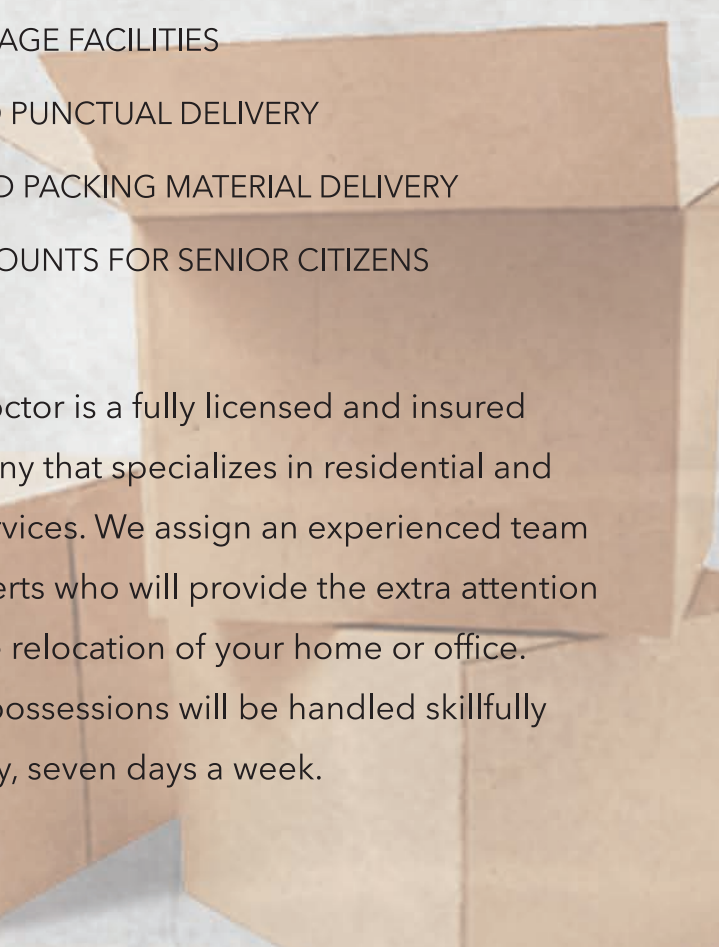 AGE FACILITIES
PUNCTUAL DELIVERY
D PACKING MATERIAL DELIVERY
OUNTS FOR SENIOR CITIZENS
octor is a fully licensed and insured
ny that specializes in residential and
rvices. We assign an experienced team
erts who will provide the extra attention
relocation of your home or office.
possessions will be handled skillfully
y, seven days a week.